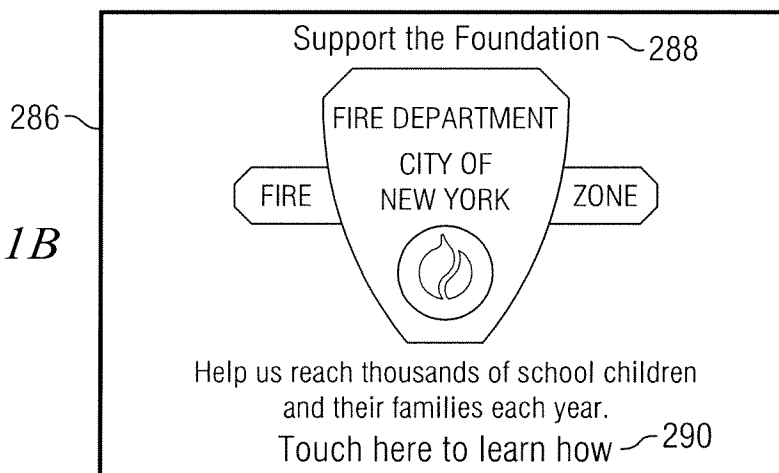 Support the Foundation 288
286
FIRE DEPARTMENT
CITY OF
NEW YORK
FIRE
ZONE
1B
Help us reach thousands of school children
and their families each year.
Touch here to learn how 290